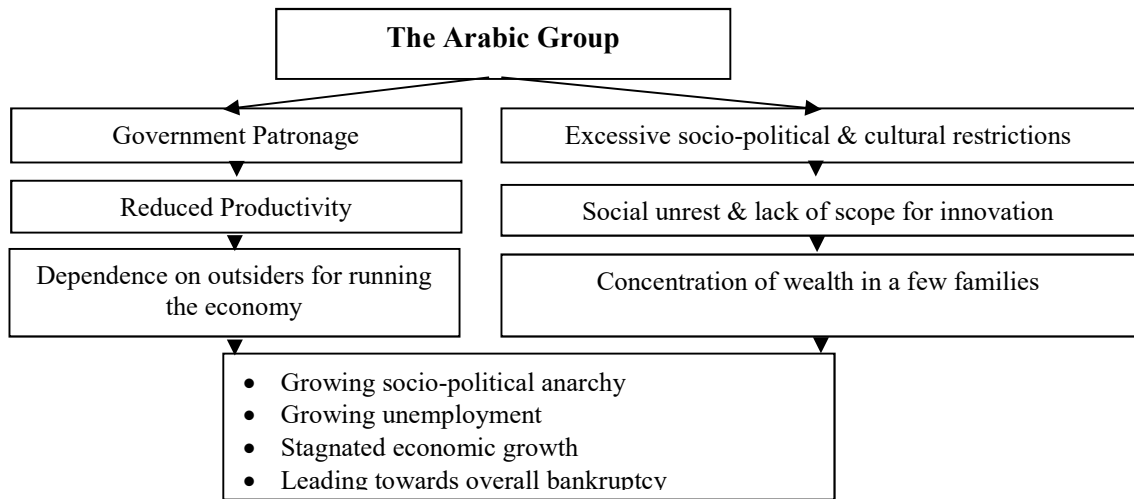 The Arabic Group
Government Patronage
Reduced Productivity
Dependence on outsiders for running
the economy
Excessive socio-political & cultural restrictions
Social unrest & lack of scope for innovation
Concentration of wealth in a few families
• Growing socio-political anarchy
• Growing unemployment
• Stagnated economic growth
• Leading towards overall bankruptcy